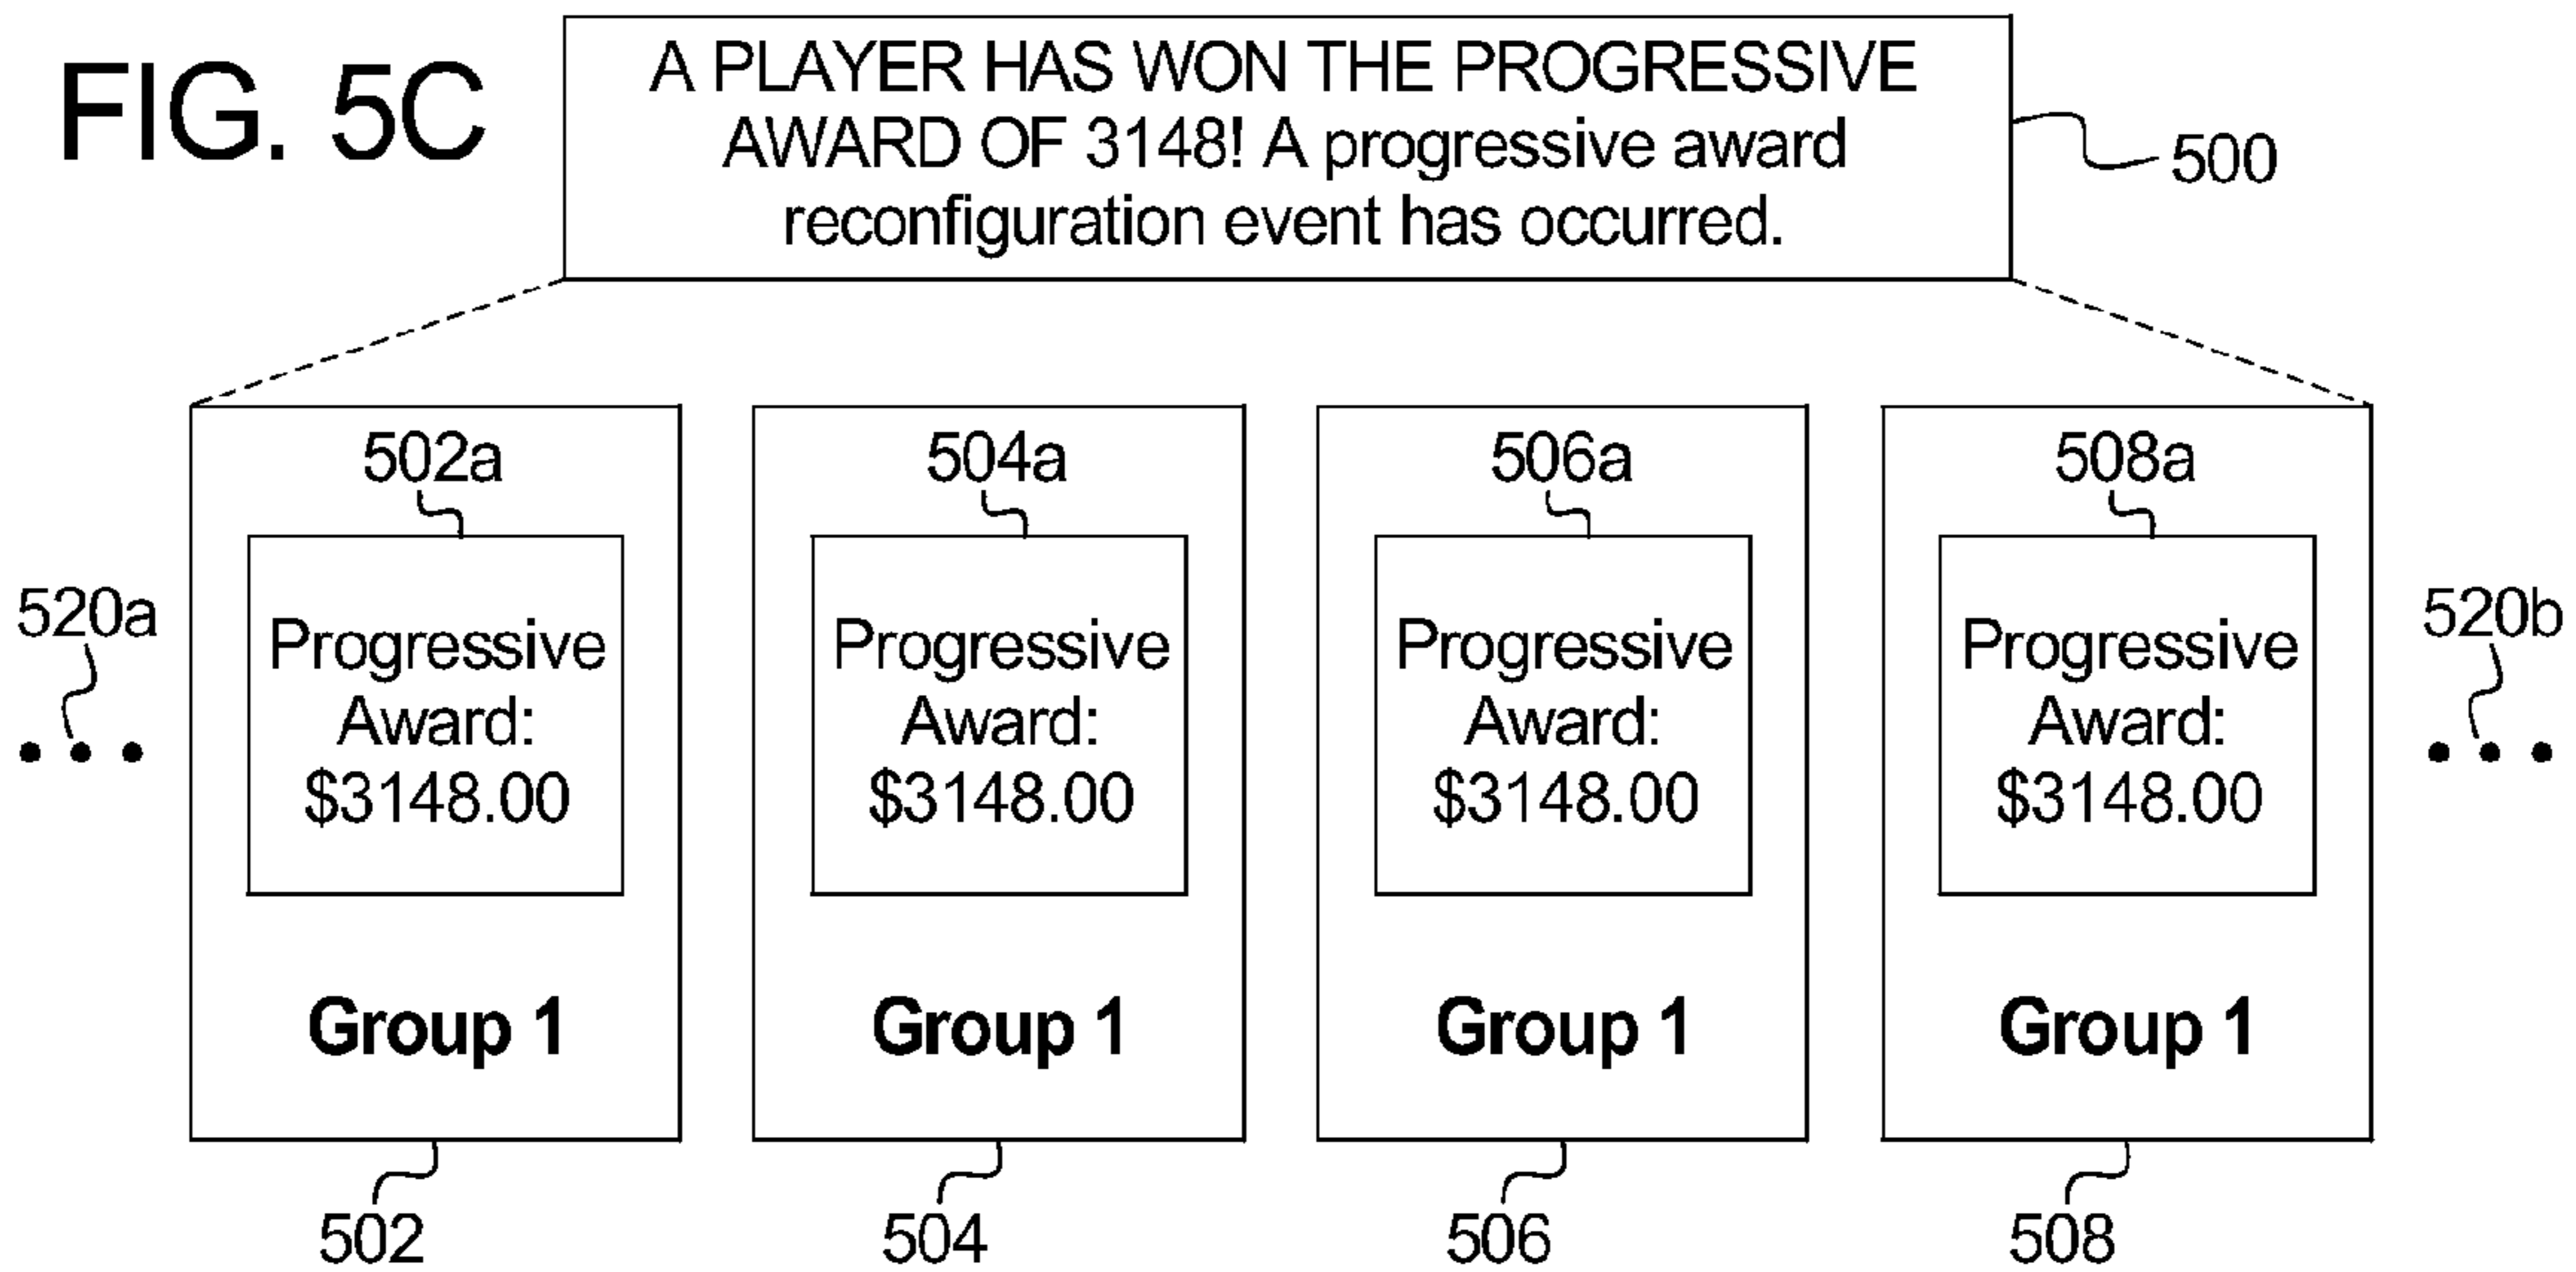 FIG. 5C
A PLAYER HAS WON THE PROGRESSIVE
AWARD OF 3148! A progressive award
reconfiguration event has occurred.
500
502a
504a
506a
508a
520a
520b
Progressive
Award:
$3148.00
Progressive
Award:
$3148.00
Progressive
Award:
$3148.00
Progressive
Award:
$3148.00
Group 1
Group 1
Group 1
Group 1
502
504
506
508